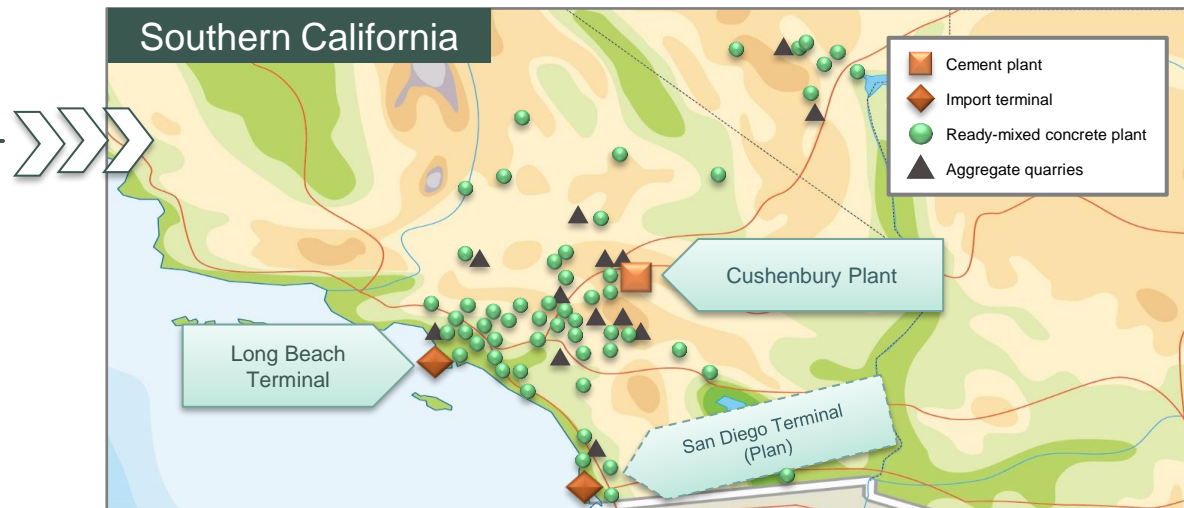 Southern California
Cement plant
Import terminal
Ready-mixed concrete plant
Aggregate quarries
Cushenbury Plant
Long Beach
Terminal
San Diego Terminal
(Plan)